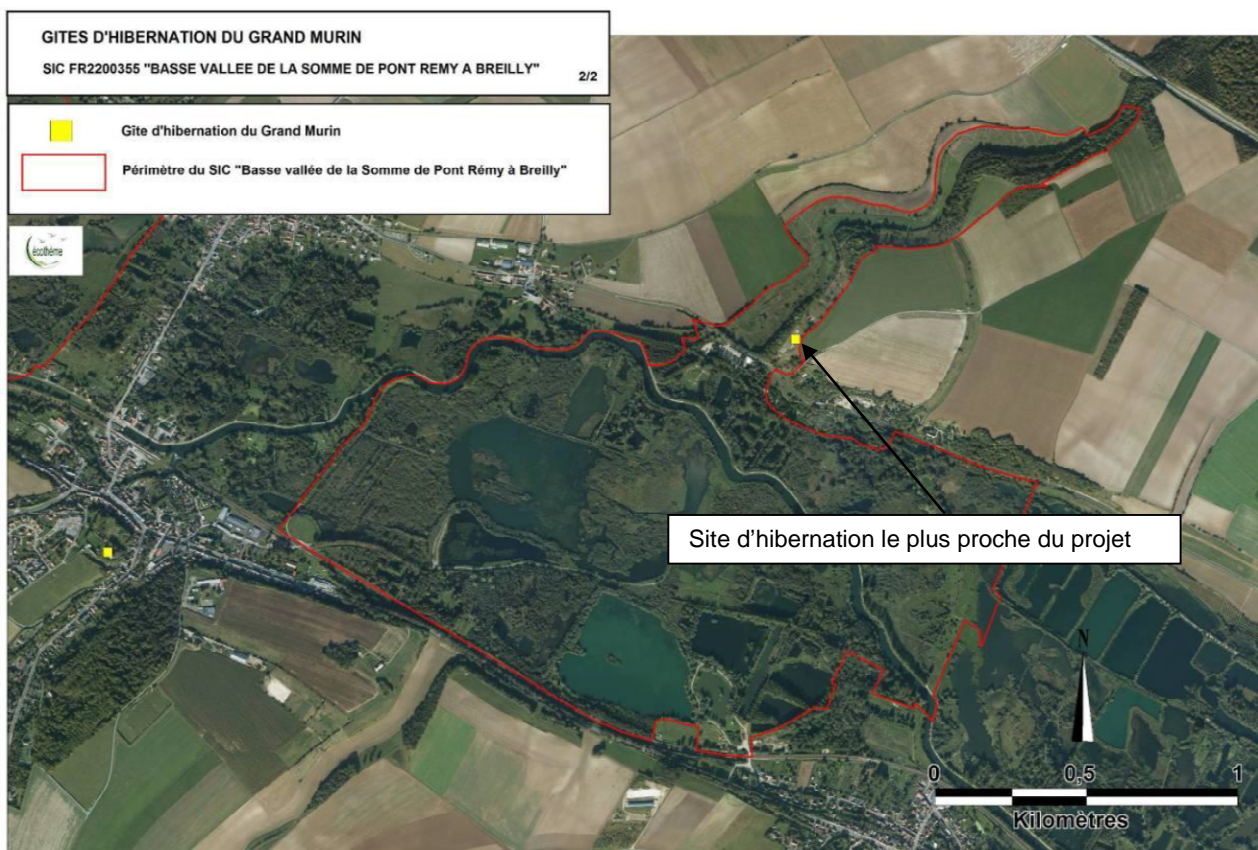 GITES D'HIBERNATION DU GRAND MURIN
SIC FR2200355 "BASSE VALLEE DE LA SOMME DE PONT REMY A BREILLY"
2/2
Gîte d'hibernation du Grand Murin
Périmètre du SIC "Basse vallée de la Somme de Pont Rémy à Breilly"
écothème
Site d'hibernation le plus proche du projet
N
0 0,5 1
Kilomètres